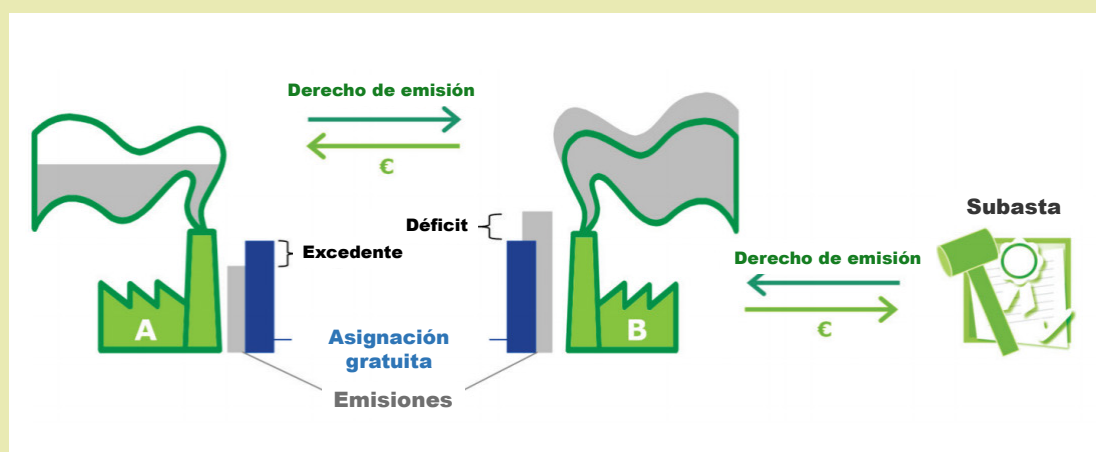 Derecho de emisión
€
Subasta
Déficit
Excedente
Derecho de emisión
€
A
B
Asignación
gratuita
Emisiones